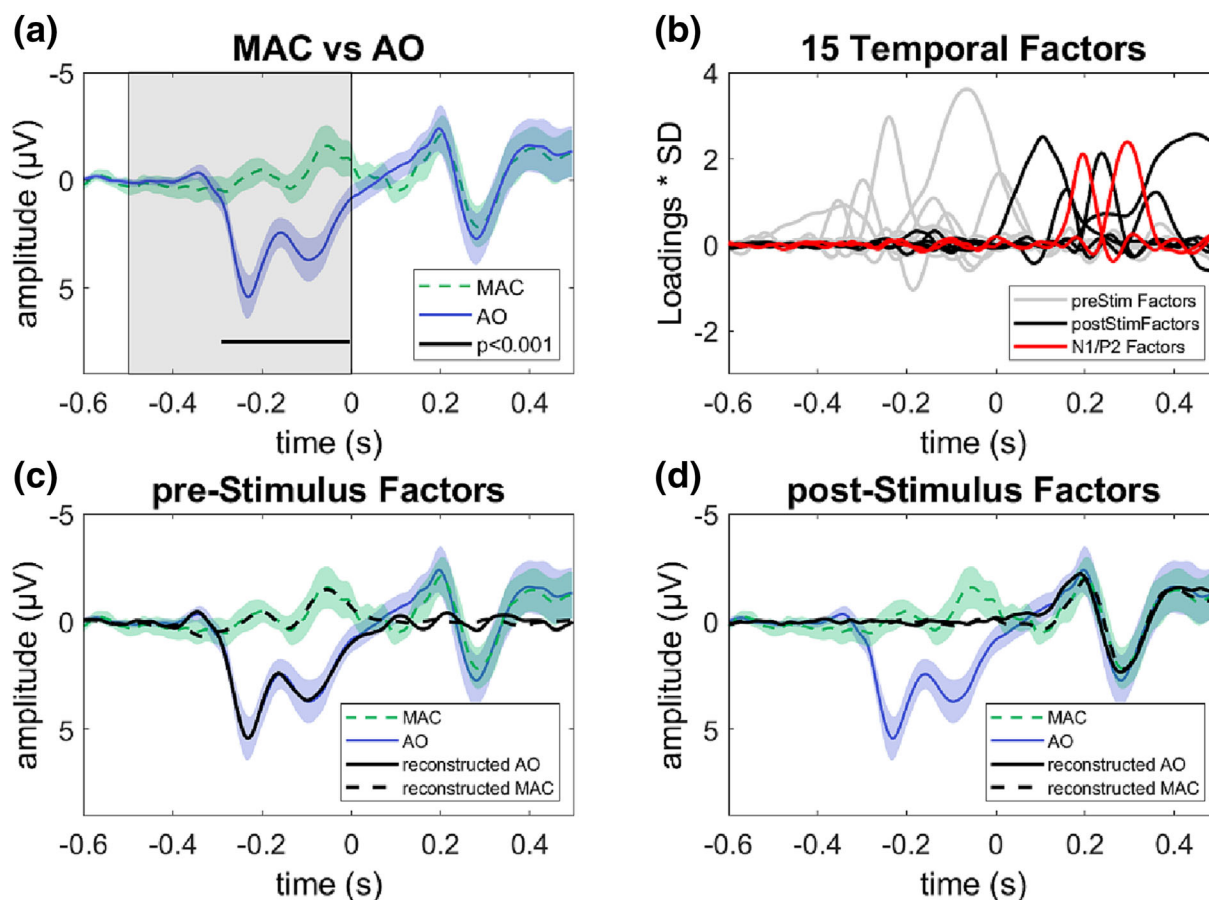 (a)
MAC vs AO
-5
0
5
amplitude (µV)
MAC
AO
p<0.001
-0.6 -0.4 -0.2 0 0.2 0.4
time (s)
(b)
15 Temporal Factors
4
2
0
-2
Loadings * SD
preStim Factors
postStimFactors
N1/P2 Factors
-0.6 -0.4 -0.2 0 0.2 0.4
time (s)
(c)
pre-Stimulus Factors
-5
0
5
amplitude (µV)
MAC
AO
reconstructed AO
reconstructed MAC
-0.6 -0.4 -0.2 0 0.2 0.4
time (s)
(d)
post-Stimulus Factors
-5
0
5
amplitude (µV)
MAC
AO
reconstructed AO
reconstructed MAC
-0.6 -0.4 -0.2 0 0.2 0.4
time (s)